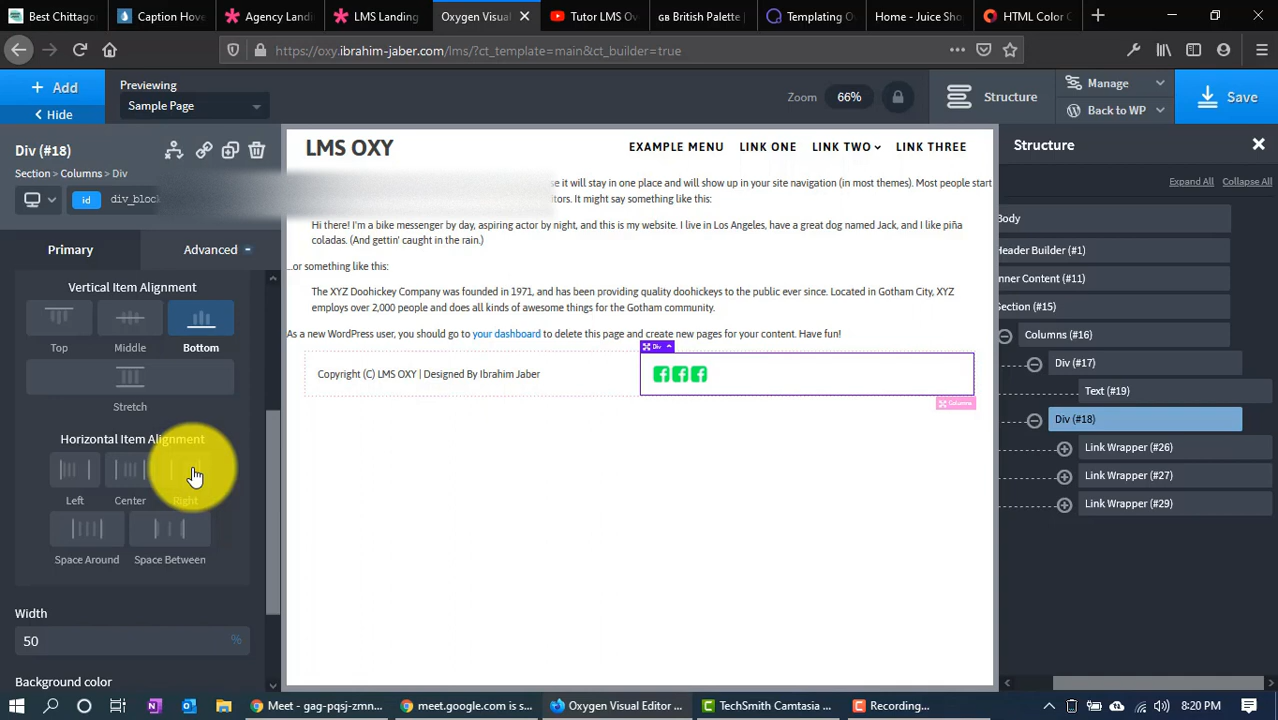 Best Chittagon
Caption Hove
Agency Landi
LMS Landing
Oxygen Visual
Tutor LMS Ov
GB British Palette |
Templating Ov
Home - Juice Sho
HTML Color C
https://oxy.ibrahim-jaber.com/lms/?ct_template=main&ct_builder=true
+ Add
Hide
Previewing
Sample Page
Zoom
66%
Structure
Manage
Back to WP
Save
Div (#18)
Section > Columns > Div
id
div_block
Primary
Advanced
Vertical Item Alignment
Top
Middle
Bottom
Stretch
Horizontal Item Alignment
Left
Center
Right
Space Around
Space Between
Width
50
%
Background color
LMS OXY
EXAMPLE MENU
LINK ONE
LINK TWO
LINK THREE
it will stay in one place and will show up in your site navigation (in most themes). Most people start
It might say something like this:
Hi there! I'm a bike messenger by day, aspiring actor by night, and this is my website. I live in Los Angeles, have a great dog named Jack, and I like piña
coladas. (And gettin' caught in the rain.)
...or something like this:
The XYZ Doohickey Company was founded in 1971, and has been providing quality doohickeys to the public ever since. Located in Gotham City, XYZ
employs over 2,000 people and does all kinds of awesome things for the Gotham community.
As a new WordPress user, you should go to your dashboard to delete this page and create new pages for your content. Have fun!
Div
Copyright (C) LMS OXY | Designed By Ibrahim Jaber
Columns
Structure
Expand All
Collapse All
Body
Header Builder (#1)
nner Content (#11)
Section (#15)
Columns (#16)
Div (#17)
Text (#19)
Div (#18)
Link Wrapper (#26)
Link Wrapper (#27)
Link Wrapper (#29)
Meet - gag-pqsj-zmn...
meet.google.com is s...
Oxygen Visual Editor ...
TechSmith Camtasia ...
Recording...
8:20 PM